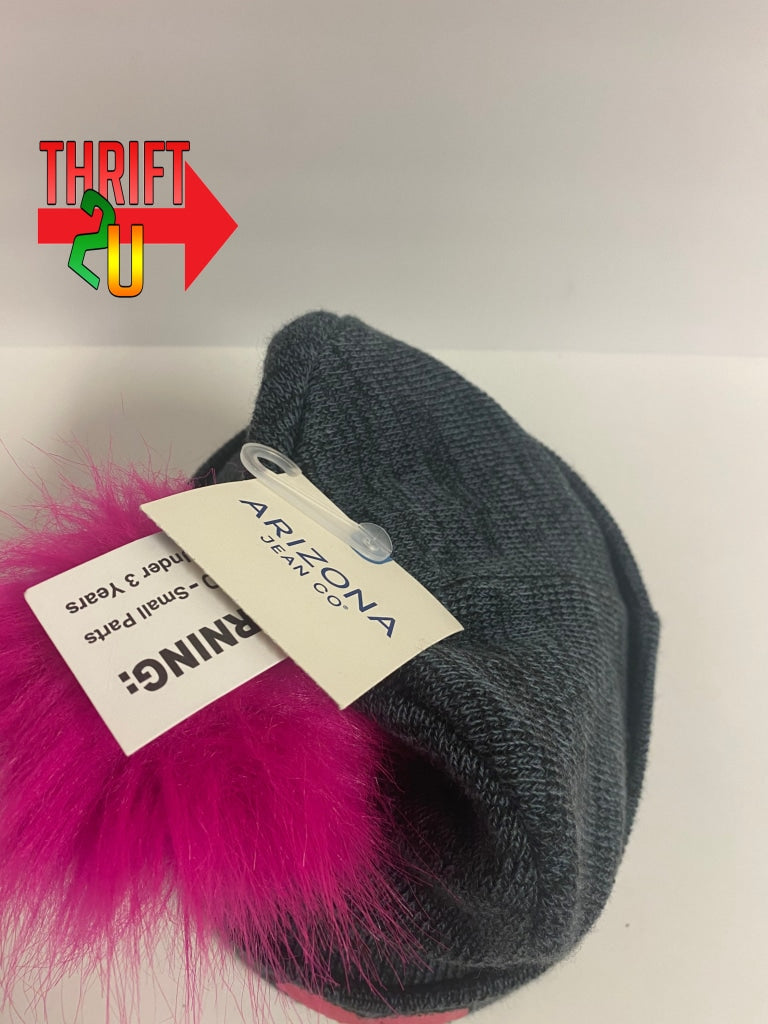 THRIFT
2U
ARIZONA
JEAN CO®
RNING:
- Small Parts
nder 3 Years